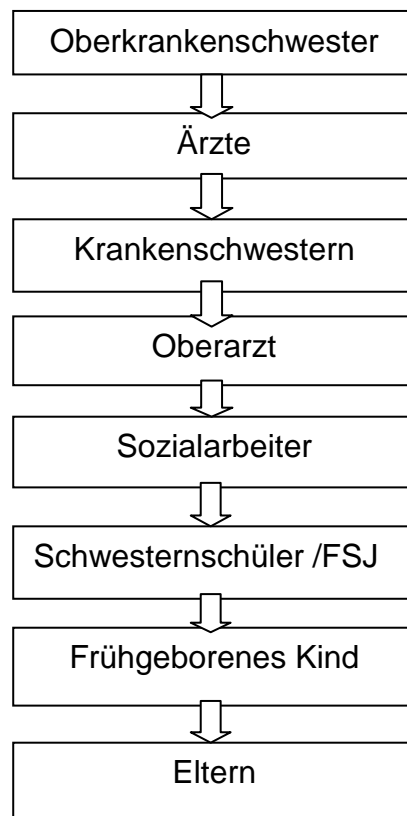 Oberkrankenschwester
Ärzte
Krankenschwestern
Oberarzt
Sozialarbeiter
Schwesternschüler /FSJ
Frühgeborenes Kind
Eltern